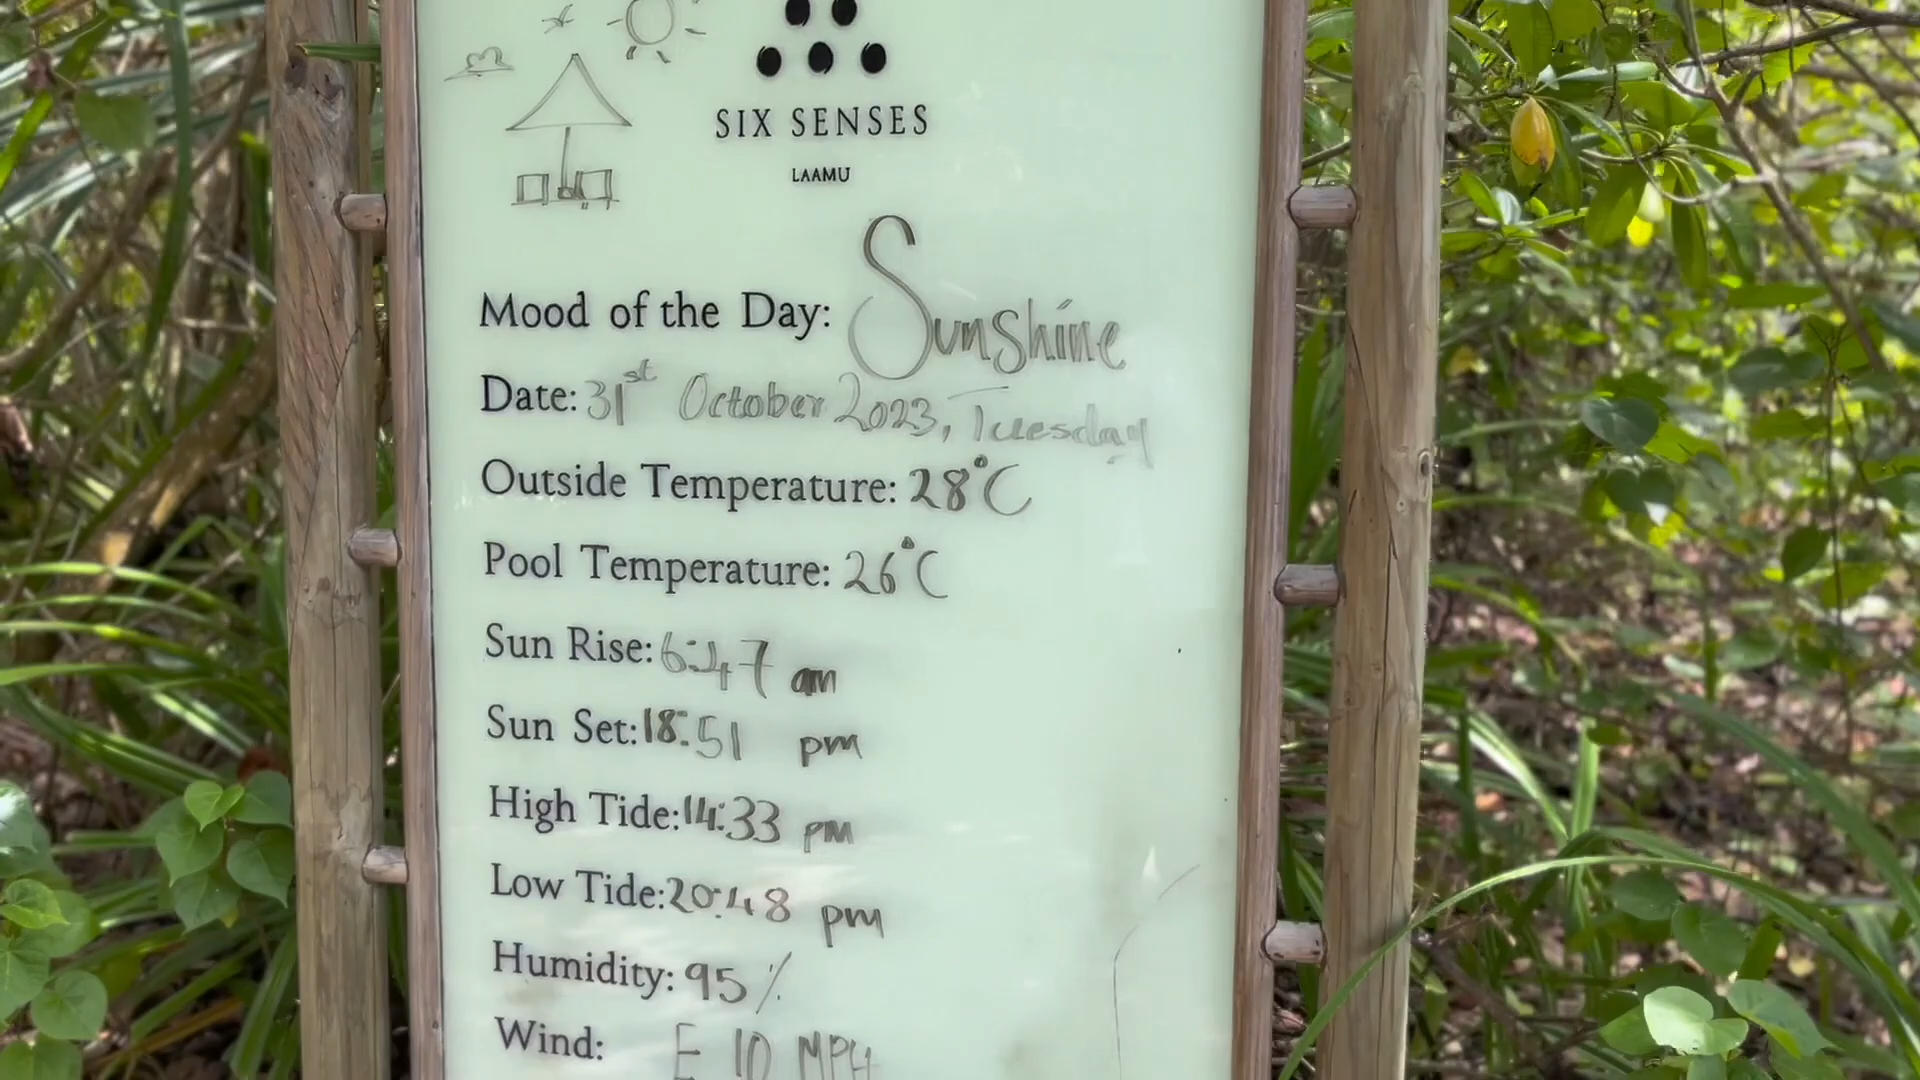 SIX SENSES
LAAMU
Mood of the Day: Sunshine
Date: 31st October 2023, Tuesday
Outside Temperature: 28°C
Pool Temperature: 26°C
Sun Rise: 6:47 am
Sun Set: 18:51 pm
High Tide: 14:33 pm
Low Tide: 20:48 pm
Humidity: 95%
Wind: E 10 MPH